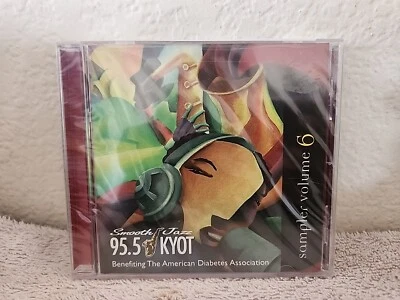 Smooth Jazz
95.5 KYOT
Benefiting The American Diabetes Association
sampler volume 6